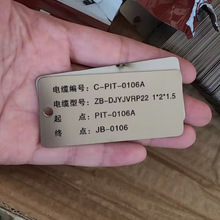 电缆编号：C-PIT-0106A
电缆型号：ZB-DJYJVRP22 1*2*1.5
起　点：PIT-0106A
终　点：JB-0106